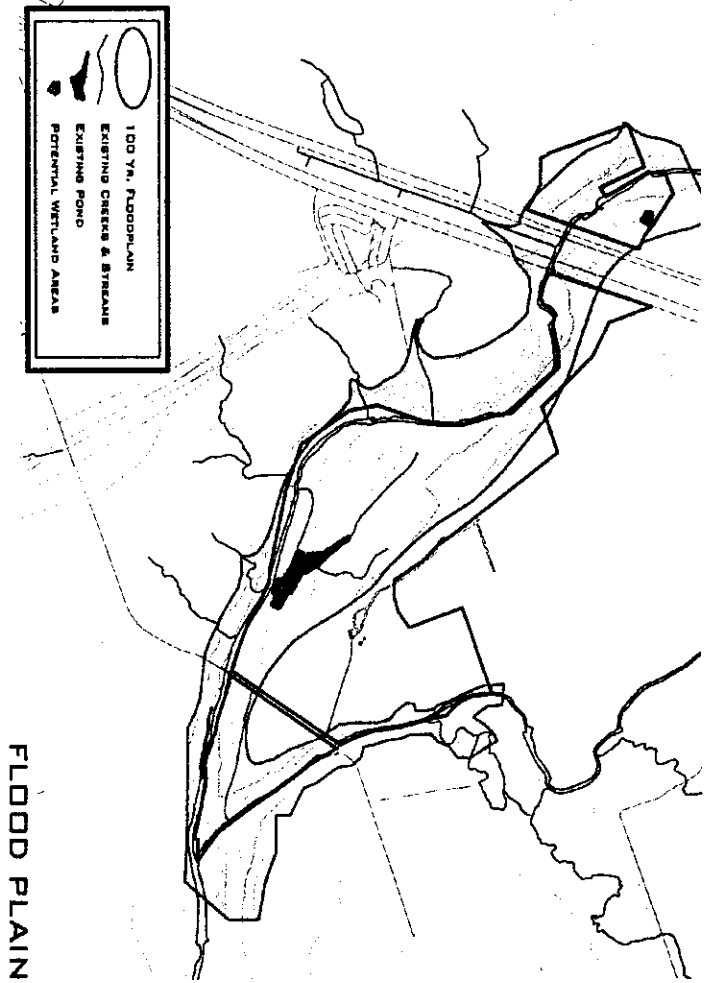 100 YR. FLOODPLAIN
EXISTING CREEKS & STREAMS
EXISTING POND
POTENTIAL WETLAND AREAS
FLOOD PLAIN